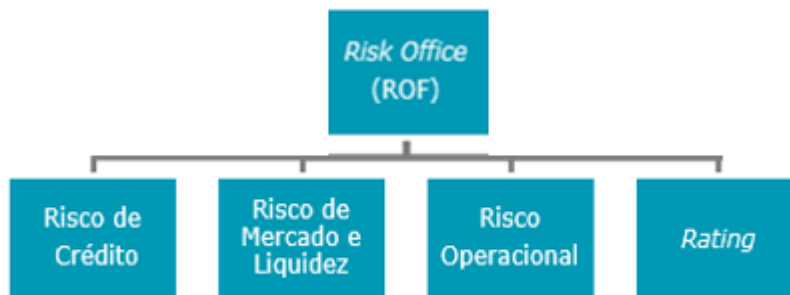 Risk Office
(ROF)
Risco de
Crédito
Risco de
Mercado e
Liquidez
Risco
Operacional
Rating